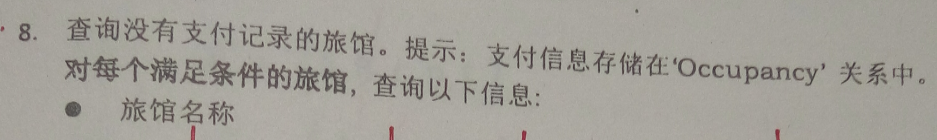 8. 查询没有支付记录的旅馆。提示：支付信息存储在‘Occupancy’关系中。
对每个满足条件的旅馆，查询以下信息：
● 旅馆名称